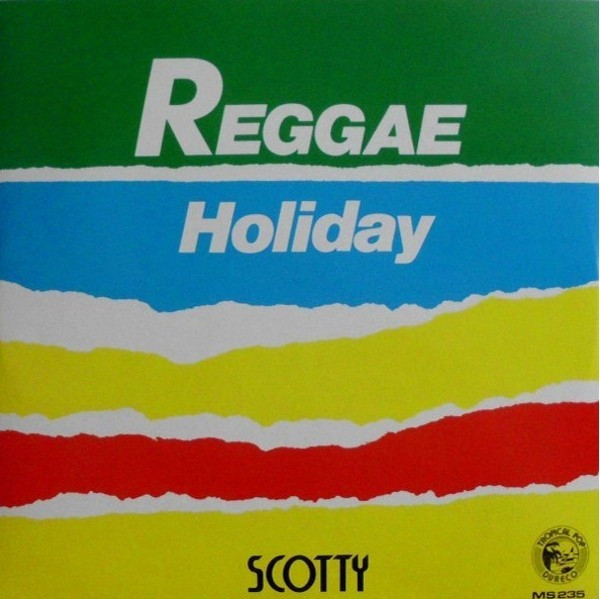 REGGAE
Holiday
SCOTTY
TROPICAL POP
DURECO
MS 235